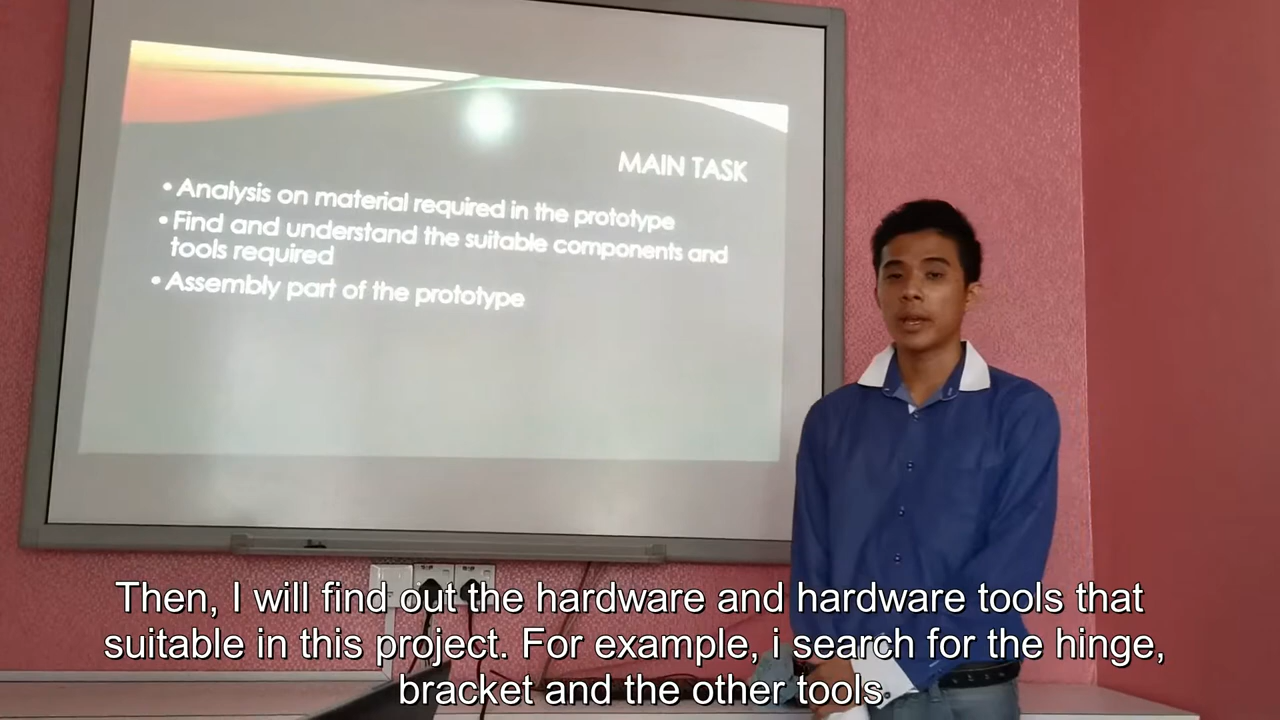 MAIN TASK
• Analysis on material required in the prototype
• Find and understand the suitable components and
tools required
• Assembly part of the prototype
Then, I will find out the hardware and hardware tools that
suitable in this project. For example, i search for the hinge,
bracket and the other tools